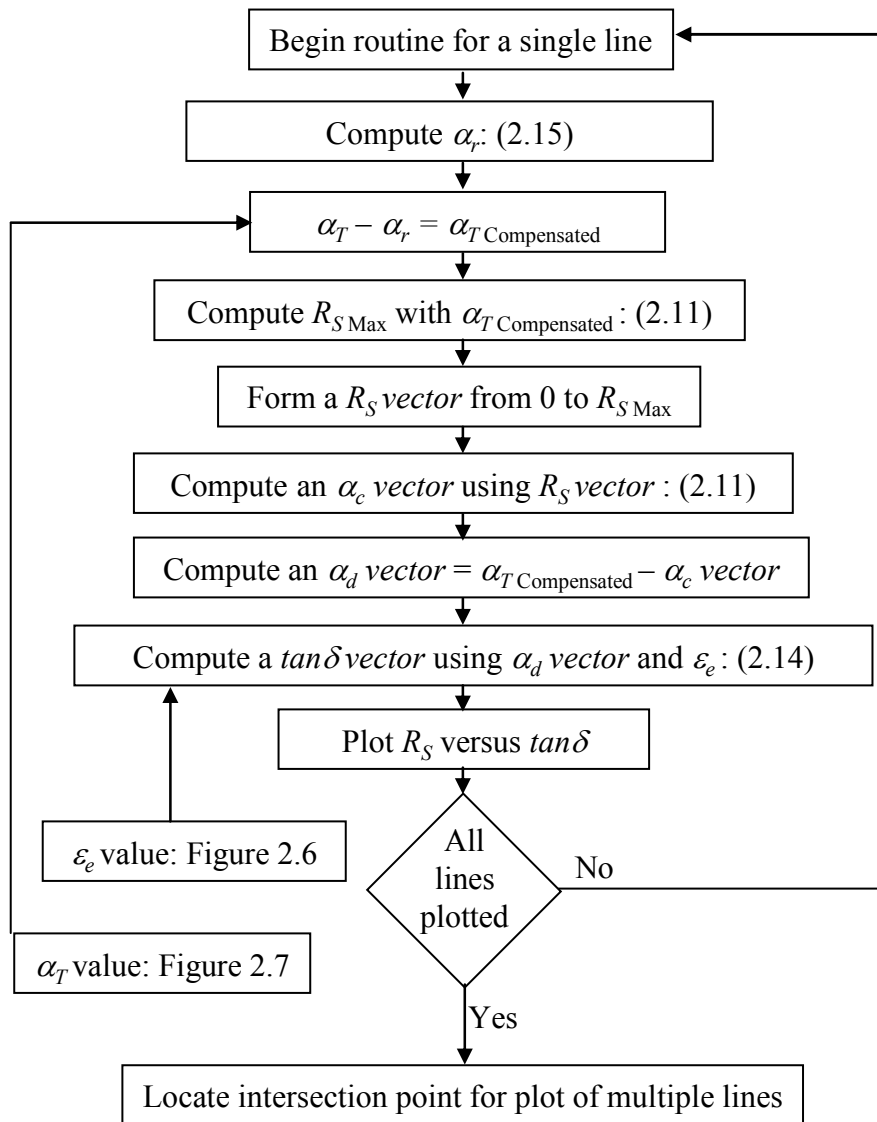 Begin routine for a single line
Compute αr: (2.15)
αT – αr = αT Compensated
Compute RS Max with αT Compensated : (2.11)
Form a RS vector from 0 to RS Max
Compute an αc vector using RS vector : (2.11)
Compute an αd vector = αT Compensated – αc vector
Compute a tanδ vector using αd vector and εe : (2.14)
Plot RS versus tanδ
εe value: Figure 2.6
All
lines
plotted
No
αT value: Figure 2.7
Yes
Locate intersection point for plot of multiple lines